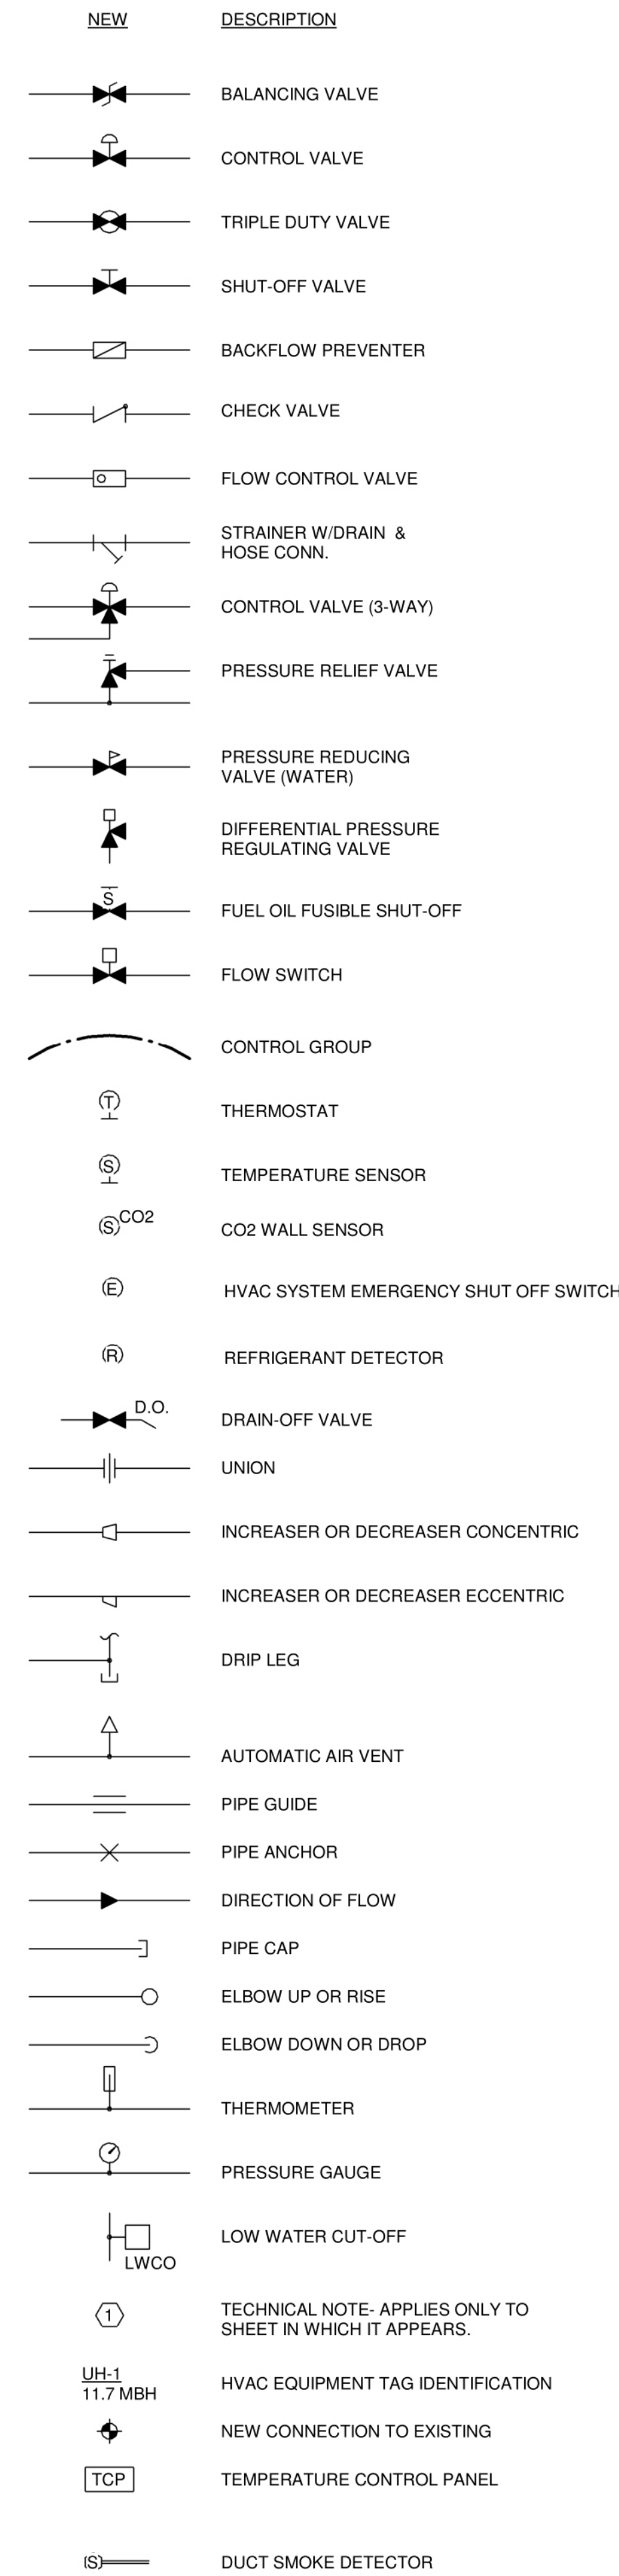 NEW DESCRIPTION
BALANCING VALVE
CONTROL VALVE
TRIPLE DUTY VALVE
SHUT-OFF VALVE
BACKFLOW PREVENTER
CHECK VALVE
FLOW CONTROL VALVE
STRAINER W/DRAIN &
HOSE CONN.
CONTROL VALVE (3-WAY)
PRESSURE RELIEF VALVE
PRESSURE REDUCING
VALVE (WATER)
DIFFERENTIAL PRESSURE
REGULATING VALVE
S FUEL OIL FUSIBLE SHUT-OFF
FLOW SWITCH
CONTROL GROUP
T THERMOSTAT
S TEMPERATURE SENSOR
S CO2 CO2 WALL SENSOR
E HVAC SYSTEM EMERGENCY SHUT OFF SWITCH
R REFRIGERANT DETECTOR
D.O. DRAIN-OFF VALVE
UNION
INCREASER OR DECREASER CONCENTRIC
INCREASER OR DECREASER ECCENTRIC
DRIP LEG
AUTOMATIC AIR VENT
PIPE GUIDE
PIPE ANCHOR
DIRECTION OF FLOW
PIPE CAP
ELBOW UP OR RISE
ELBOW DOWN OR DROP
THERMOMETER
PRESSURE GAUGE
LOW WATER CUT-OFF
LWCO
1 TECHNICAL NOTE- APPLIES ONLY TO
SHEET IN WHICH IT APPEARS.
UH-1
11.7 MBH
HVAC EQUIPMENT TAG IDENTIFICATION
NEW CONNECTION TO EXISTING
TCP TEMPERATURE CONTROL PANEL
S DUCT SMOKE DETECTOR